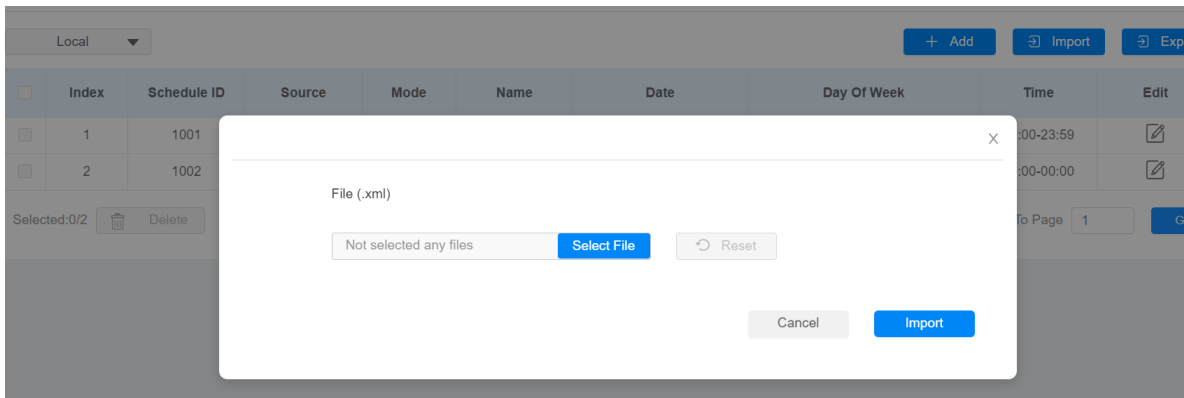 Local
Add
Import
Exp
Index Schedule ID Source Mode Name Date Day Of Week Time Edit
1 1001 :00-23:59
2 1002 :00-00:00
X
File (.xml)
Selected:0/2 Delete
To Page 1 G
Not selected any files Select File Reset
Cancel Import